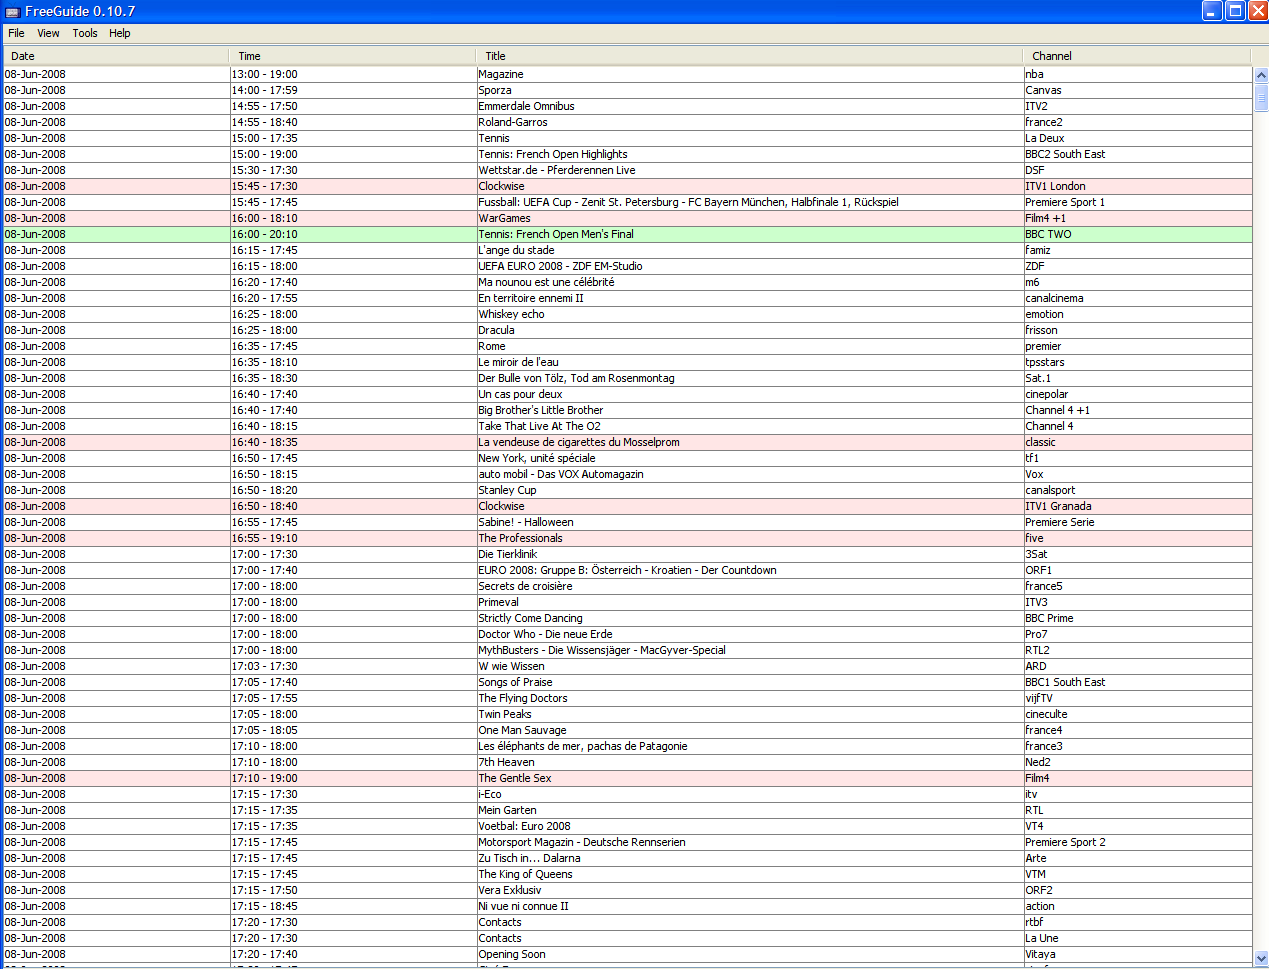 FreeGuide 0.10.7
File View Tools Help
Date Time Title Channel
08-Jun-2008 13:00 - 19:00 Magazine nba
08-Jun-2008 14:00 - 17:59 Sporza Canvas
08-Jun-2008 14:55 - 17:50 Emmerdale Omnibus ITV2
08-Jun-2008 14:55 - 18:40 Roland-Garros france2
08-Jun-2008 15:00 - 17:35 Tennis La Deux
08-Jun-2008 15:00 - 19:00 Tennis: French Open Highlights BBC2 South East
08-Jun-2008 15:30 - 17:30 Wettstar.de - Pferderennen Live DSF
08-Jun-2008 15:45 - 17:30 Clockwise ITV1 London
08-Jun-2008 15:45 - 17:45 Fussball: UEFA Cup - Zenit St. Petersburg - FC Bayern München, Halbfinale 1, Rückspiel Premiere Sport 1
08-Jun-2008 16:00 - 18:10 WarGames Film4 +1
08-Jun-2008 16:00 - 20:10 Tennis: French Open Men's Final BBC TWO
08-Jun-2008 16:15 - 17:45 L'ange du stade famiz
08-Jun-2008 16:15 - 18:00 UEFA EURO 2008 - ZDF EM-Studio ZDF
08-Jun-2008 16:20 - 17:40 Ma nounou est une célébrité m6
08-Jun-2008 16:20 - 17:55 En territoire ennemi II canalcinema
08-Jun-2008 16:25 - 18:00 Whiskey echo emotion
08-Jun-2008 16:25 - 18:00 Dracula frisson
08-Jun-2008 16:35 - 17:45 Rome premier
08-Jun-2008 16:35 - 18:10 Le miroir de l'eau tpsstars
08-Jun-2008 16:35 - 18:30 Der Bulle von Tölz, Tod am Rosenmontag Sat.1
08-Jun-2008 16:40 - 17:40 Un cas pour deux cinepolar
08-Jun-2008 16:40 - 17:40 Big Brother's Little Brother Channel 4 +1
08-Jun-2008 16:40 - 18:15 Take That Live At The O2 Channel 4
08-Jun-2008 16:40 - 18:35 La vendeuse de cigarettes du Mosselprom classic
08-Jun-2008 16:50 - 17:45 New York, unité spéciale tf1
08-Jun-2008 16:50 - 18:15 auto mobil - Das VOX Automagazin Vox
08-Jun-2008 16:50 - 18:20 Stanley Cup canalsport
08-Jun-2008 16:50 - 18:40 Clockwise ITV1 Granada
08-Jun-2008 16:55 - 17:45 Sabine! - Halloween Premiere Serie
08-Jun-2008 16:55 - 19:10 The Professionals five
08-Jun-2008 17:00 - 17:30 Die Tierklinik 3Sat
08-Jun-2008 17:00 - 17:40 EURO 2008: Gruppe B: Österreich - Kroatien - Der Countdown ORF1
08-Jun-2008 17:00 - 18:00 Secrets de croisière france5
08-Jun-2008 17:00 - 18:00 Primeval ITV3
08-Jun-2008 17:00 - 18:00 Strictly Come Dancing BBC Prime
08-Jun-2008 17:00 - 18:00 Doctor Who - Die neue Erde Pro7
08-Jun-2008 17:00 - 18:00 MythBusters - Die Wissensjäger - MacGyver-Special RTL2
08-Jun-2008 17:03 - 17:30 W wie Wissen ARD
08-Jun-2008 17:05 - 17:40 Songs of Praise BBC1 South East
08-Jun-2008 17:05 - 17:55 The Flying Doctors vijfTV
08-Jun-2008 17:05 - 18:00 Twin Peaks cineculte
08-Jun-2008 17:05 - 18:05 One Man Sauvage france4
08-Jun-2008 17:10 - 18:00 Les éléphants de mer, pachas de Patagonie france3
08-Jun-2008 17:10 - 18:00 7th Heaven Ned2
08-Jun-2008 17:10 - 19:00 The Gentle Sex Film4
08-Jun-2008 17:15 - 17:30 i-Eco itv
08-Jun-2008 17:15 - 17:35 Mein Garten RTL
08-Jun-2008 17:15 - 17:35 Voetbal: Euro 2008 VT4
08-Jun-2008 17:15 - 17:45 Motorsport Magazin - Deutsche Rennserien Premiere Sport 2
08-Jun-2008 17:15 - 17:45 Zu Tisch in... Dalarna Arte
08-Jun-2008 17:15 - 17:45 The King of Queens VTM
08-Jun-2008 17:15 - 17:50 Vera Exklusiv ORF2
08-Jun-2008 17:15 - 18:45 Ni vue ni connue II action
08-Jun-2008 17:20 - 17:30 Contacts rtbf
08-Jun-2008 17:20 - 17:30 Contacts La Une
08-Jun-2008 17:20 - 17:40 Opening Soon Vitaya